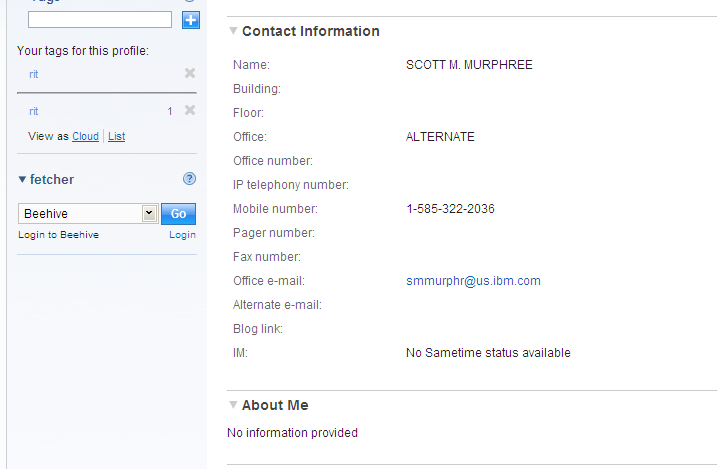 Your tags for this profile:
rit
rit 1
View as Cloud | List
fetcher
Beehive Go
Login to Beehive Login
Contact Information
Name: SCOTT M. MURPHREE
Building:
Floor:
Office: ALTERNATE
Office number:
IP telephony number:
Mobile number: 1-585-322-2036
Pager number:
Fax number:
Office e-mail: smmurphr@us.ibm.com
Alternate e-mail:
Blog link:
IM: No Sametime status available
About Me
No information provided